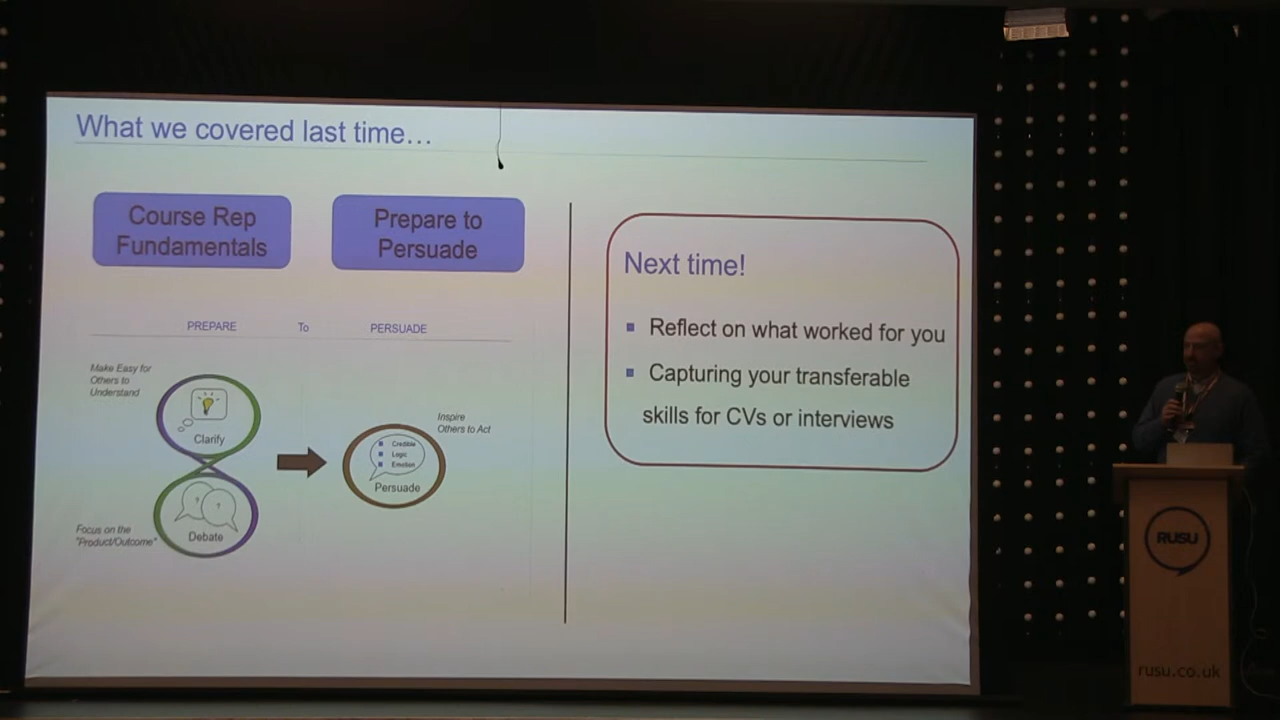 What we covered last time…
Course Rep
Fundamentals
Prepare to
Persuade
PREPARE To PERSUADE
Make Easy for
Others to
Understand
Clarify
Focus on the
"Product/Outcome"
? ?
Debate
Inspire
Others to Act
Credible
Logic
Emotion
Persuade
Next time!
Reflect on what worked for you
Capturing your transferable
skills for CVs or interviews
RUSU
rusu.co.uk